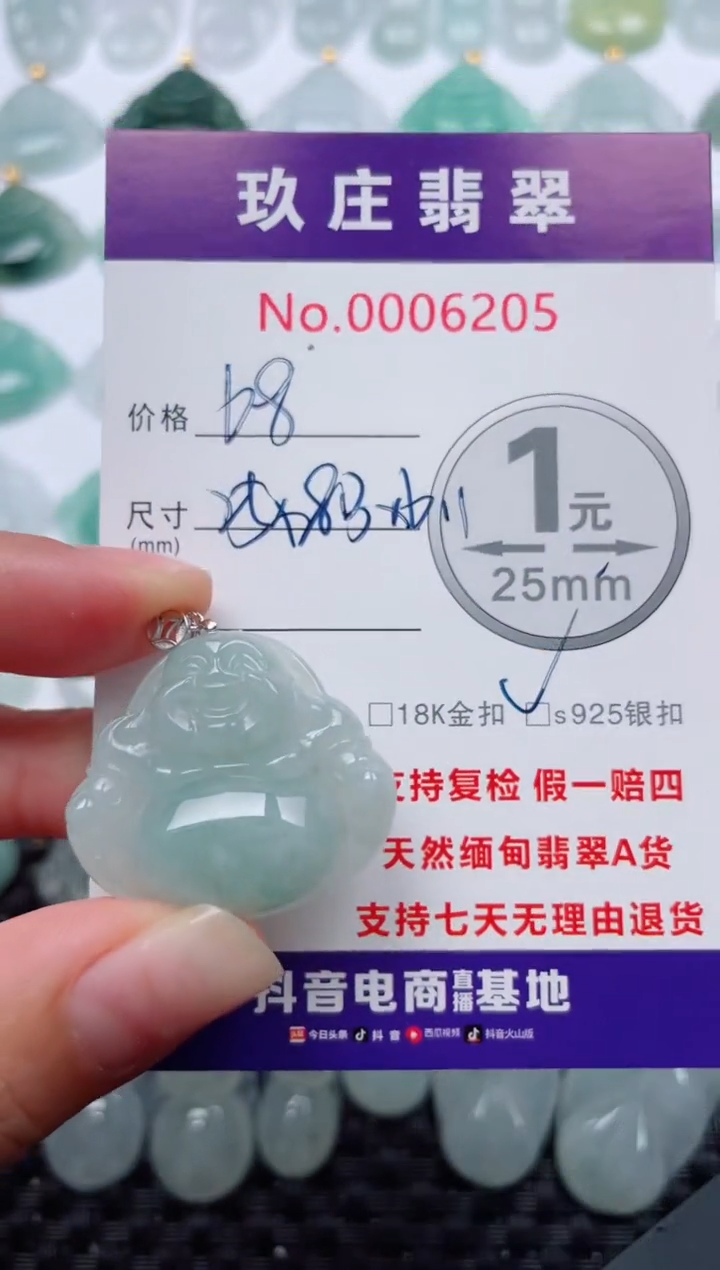 玖庄翡翠
No.0006205
价格 68
尺寸
(mm)
1元
25mm
□18K金扣 □s925银扣
支持复检 假一赔四
天然缅甸翡翠A货
支持七天无理由退货
抖音电商直播基地
头条 今日头条 抖音 西瓜视频 抖音火山版